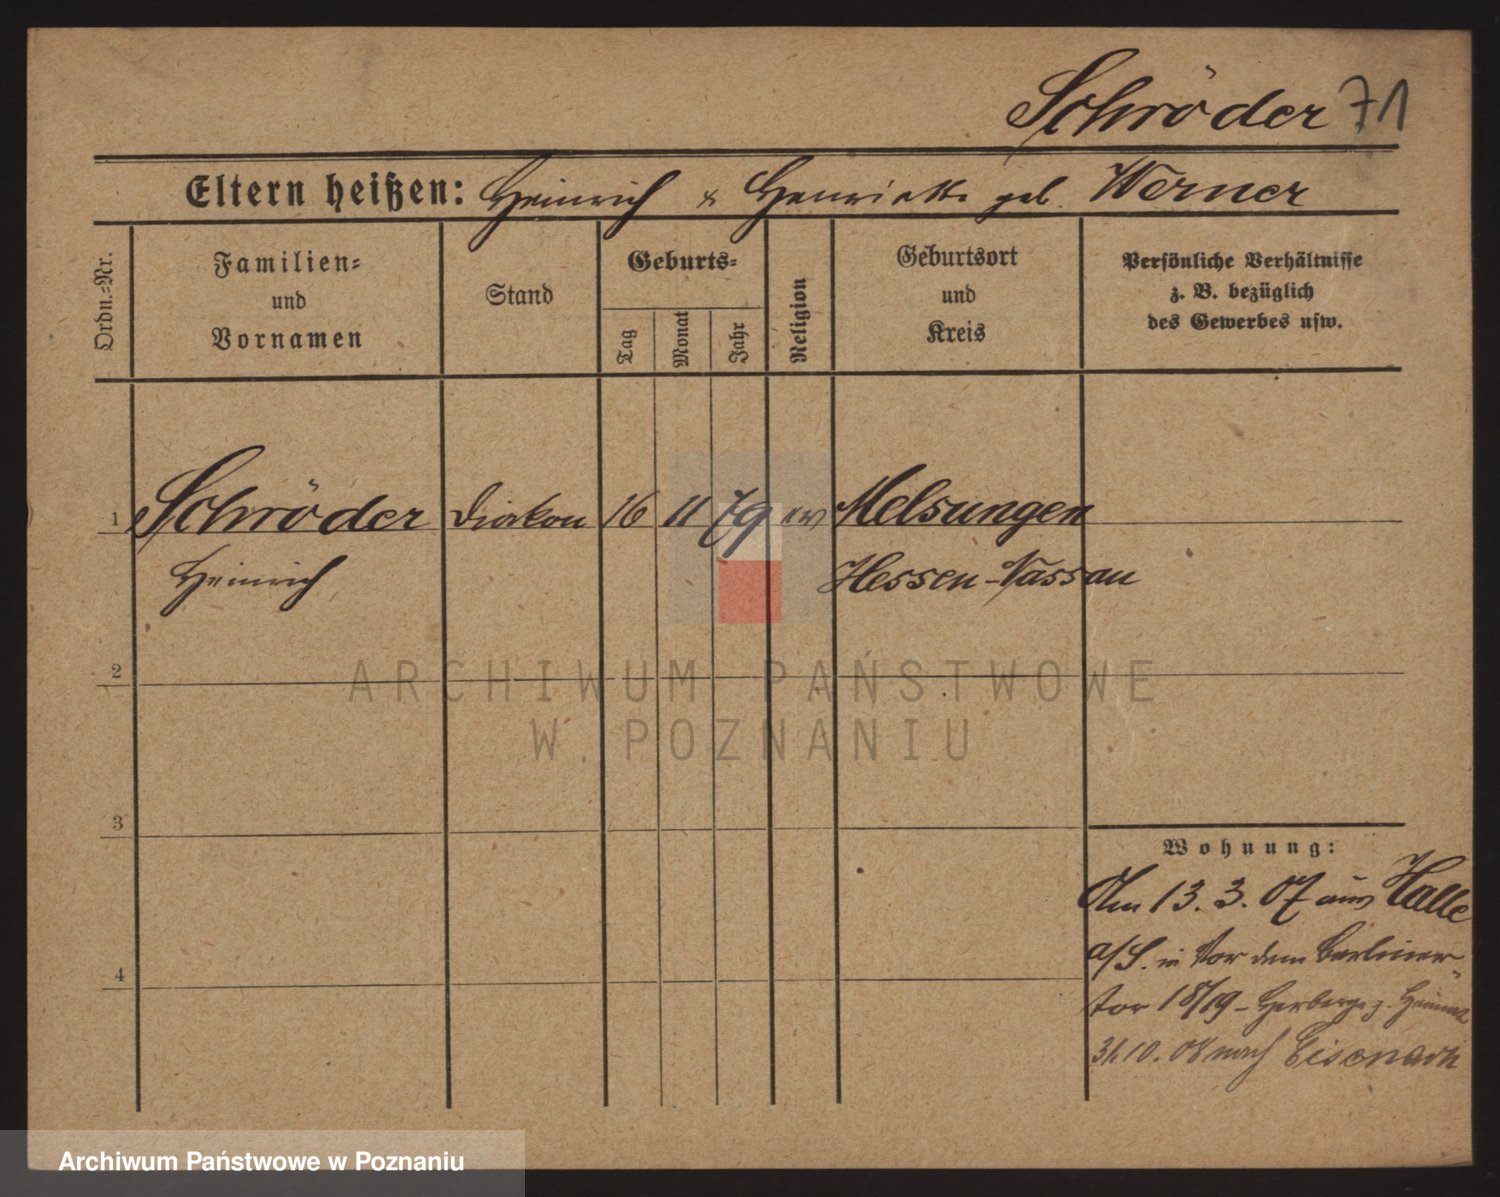 Schröder 71
Eltern heißen: Heinrich & Henriette geb. Werner
Ordn.-Nr.
Familien-
und
Vornamen
Stand
Geburts-
Tag
Monat
Jahr
Religion
Geburtsort
und
Kreis
Persönliche Verhältnisse
z. B. bezüglich
des Gewerbes usw.
1 Schröder Diakon 16 11 79 ev Melsungen
Heinrich Hessen-Nassau
2
ARCHIWUM PAŃSTWOWE
W POZNANIU
3
Wohnung:
Am 13. 3. 07 aus Halle
a/S. in Vor dem Berliner-
tor 18/19 - Herberge z. Heimat
4
31.10.08 nach Eisenach
Archiwum Państwowe w Poznaniu